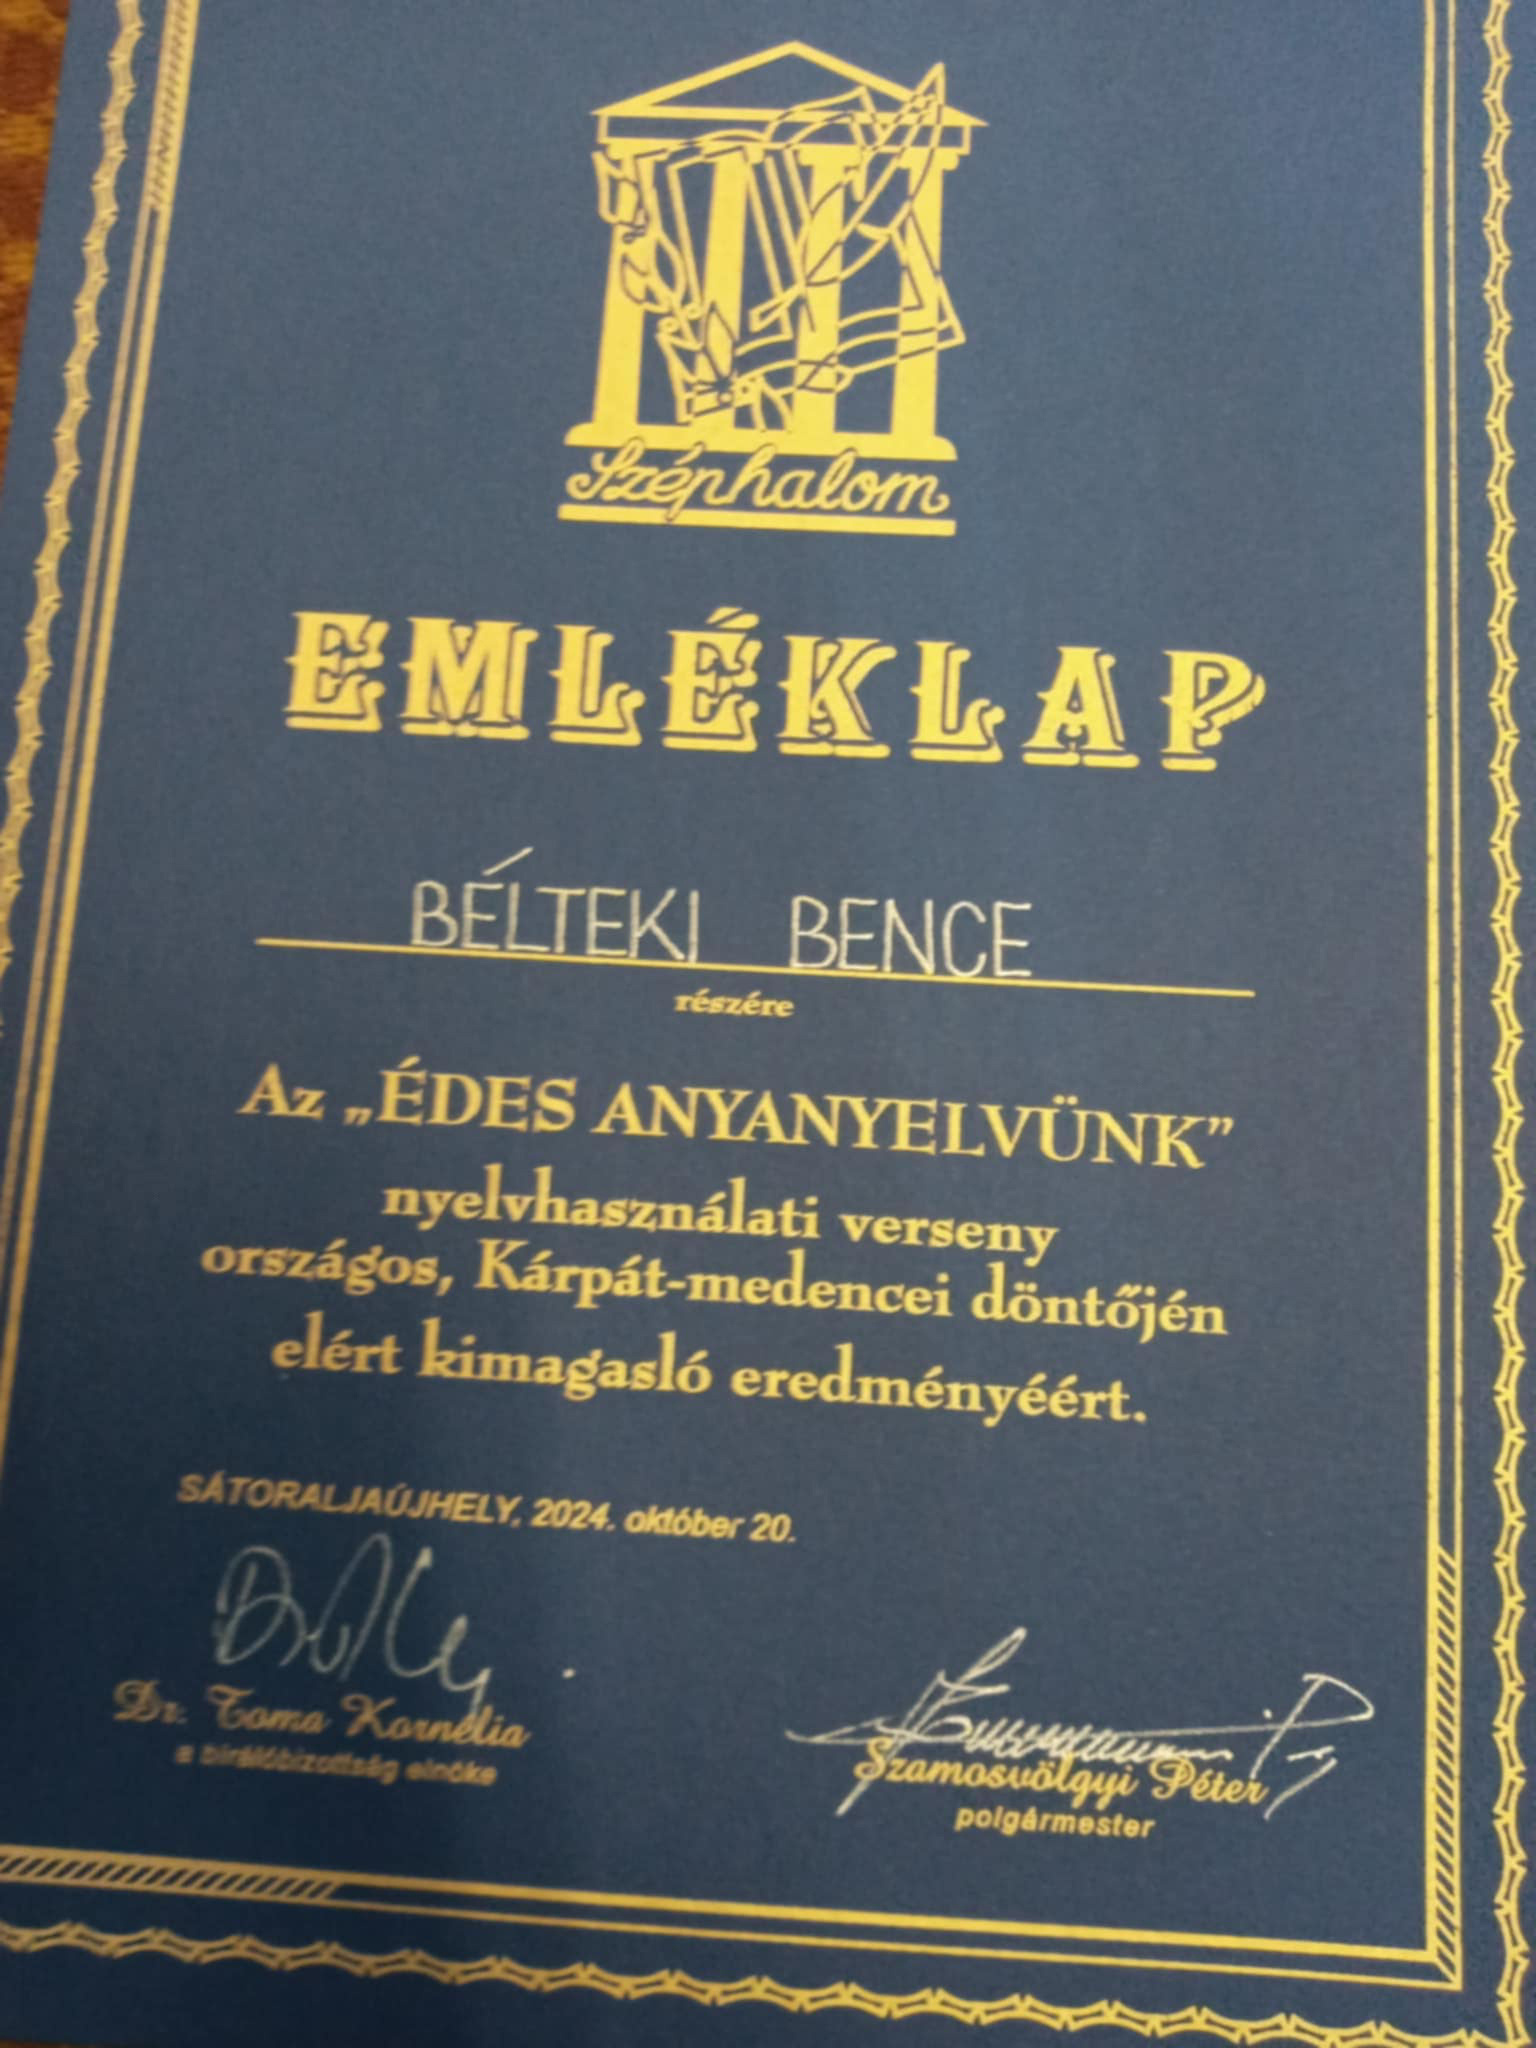 Széphalom
EMLÉKLAP
BÉLTEKI BENCE
részére
Az „ÉDES ANYANYELVÜNK”
nyelvhasználati verseny
országos, Kárpát-medencei döntőjén
elért kimagasló eredményéért.
SÁTORALJAÚJHELY, 2024. október 20.
Dr. Toma Kornélia
a bírálóbizottság elnöke
Szamosvölgyi Péter
polgármester